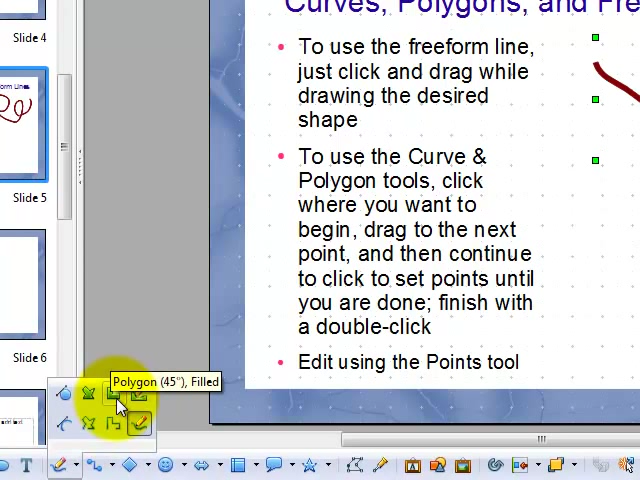 Curves, Polygons, and Fre
Slide 4
• To use the freeform line,
just click and drag while
drawing the desired
shape
Slide 5
• To use the Curve &
Polygon tools, click
where you want to
begin, drag to the next
point, and then continue
to click to set points until
you are done; finish with
a double-click
Slide 6
• Edit using the Points tool
Polygon (45°), Filled